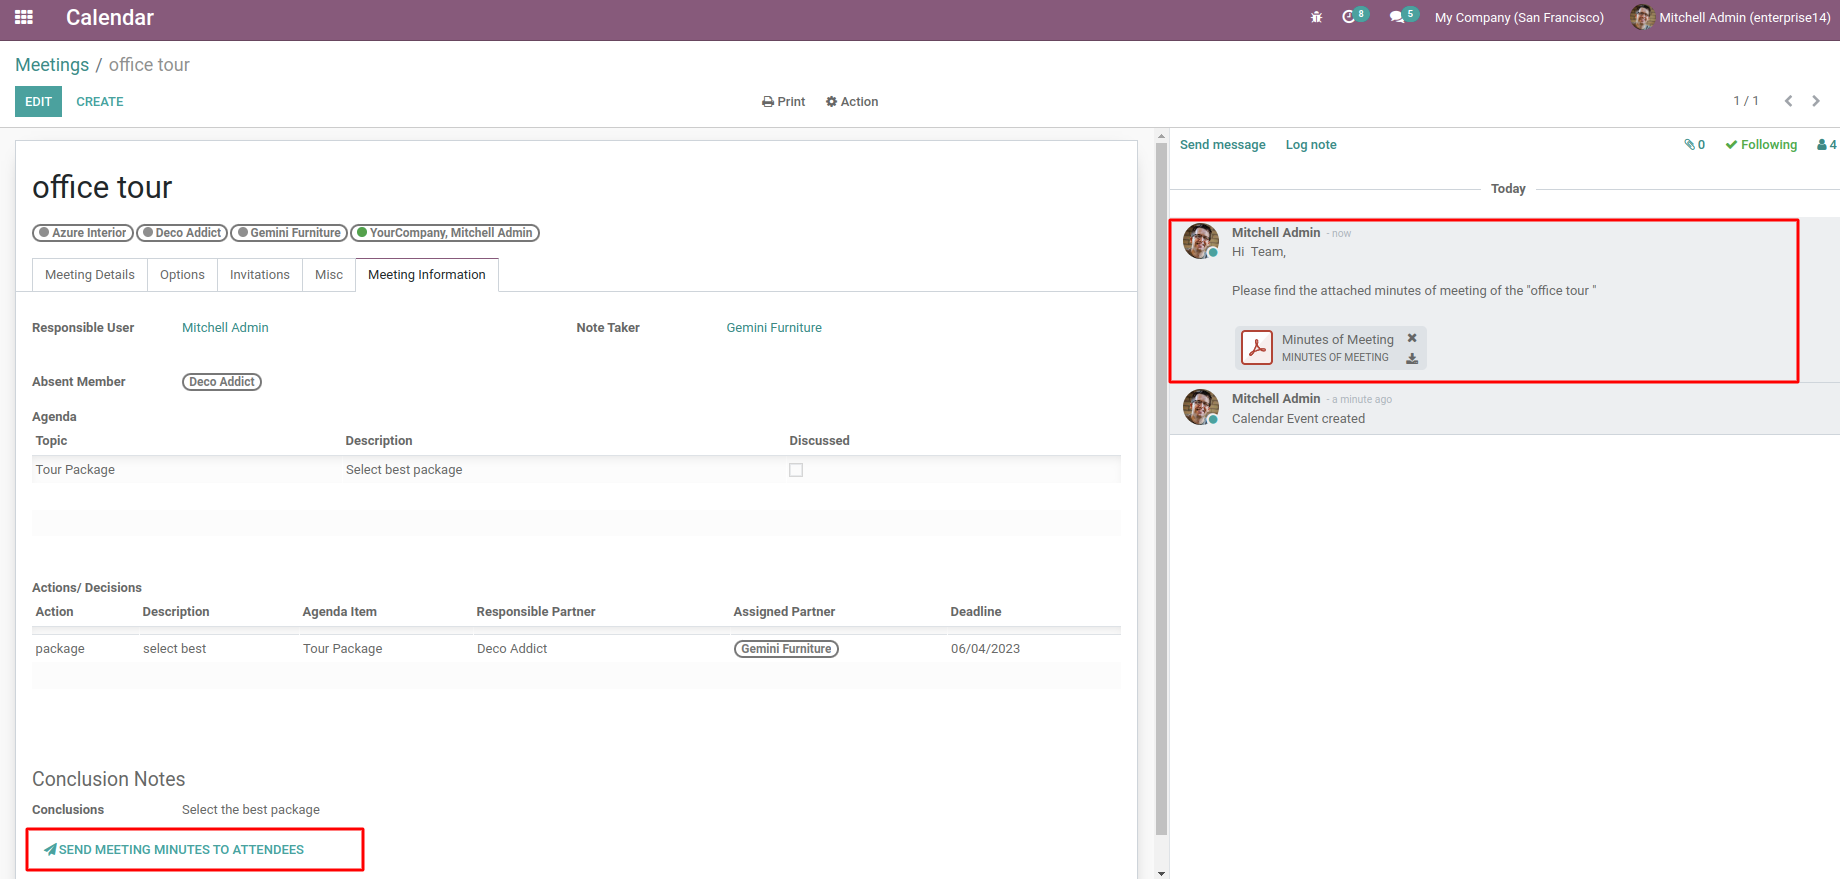 Calendar
8
5
My Company (San Francisco)
Mitchell Admin (enterprise14)
Meetings / office tour
EDIT CREATE
Print Action
1 / 1
office tour
Azure Interior Deco Addict Gemini Furniture YourCompany, Mitchell Admin
Meeting Details Options Invitations Misc Meeting Information
Responsible User Mitchell Admin Note Taker Gemini Furniture
Absent Member Deco Addict
Agenda
Topic Description Discussed
Tour Package Select best package
Actions/ Decisions
Action Description Agenda Item Responsible Partner Assigned Partner Deadline
package select best Tour Package Deco Addict Gemini Furniture 06/04/2023
Conclusion Notes
Conclusions Select the best package
SEND MEETING MINUTES TO ATTENDEES
Send message Log note 0 Following 4
Today
Mitchell Admin - now
Hi Team,
Please find the attached minutes of meeting of the "office tour "
Minutes of Meeting
MINUTES OF MEETING
Mitchell Admin - a minute ago
Calendar Event created